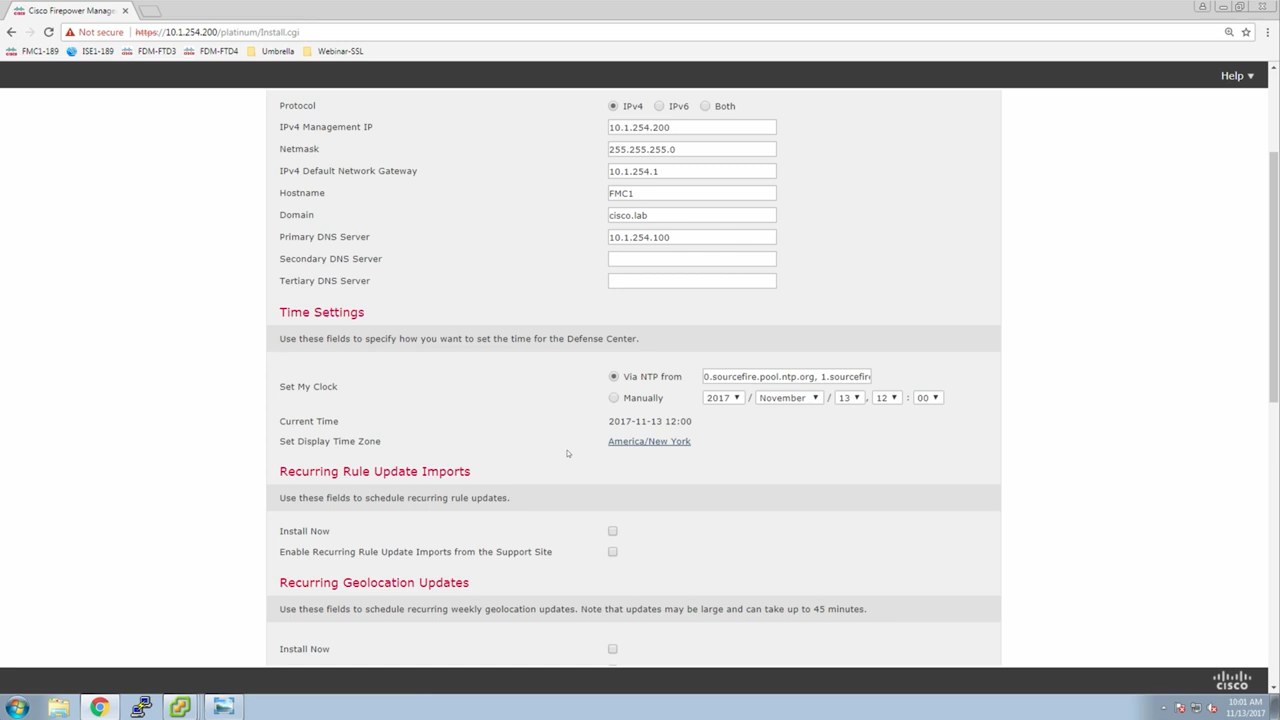 Cisco Firepower Manage
Not secure https://10.1.254.200/platinum/Install.cgi
FMC1-189 ISE1-189 FDM-FTD3 FDM-FTD4 Umbrella Webinar-SSL
Help ▼
Protocol IPv4 IPv6 Both
IPv4 Management IP 10.1.254.200
Netmask 255.255.255.0
IPv4 Default Network Gateway 10.1.254.1
Hostname FMC1
Domain cisco.lab
Primary DNS Server 10.1.254.100
Secondary DNS Server
Tertiary DNS Server
Time Settings
Use these fields to specify how you want to set the time for the Defense Center.
Via NTP from 0.sourcefire.pool.ntp.org, 1.sourcefire
Set My Clock
Manually 2017 / November / 13 , 12 : 00
Current Time 2017-11-13 12:00
Set Display Time Zone America/New York
Recurring Rule Update Imports
Use these fields to schedule recurring rule updates.
Install Now
Enable Recurring Rule Update Imports from the Support Site
Recurring Geolocation Updates
Use these fields to schedule recurring weekly geolocation updates. Note that updates may be large and can take up to 45 minutes.
Install Now
CISCO
10:01 AM
11/13/2017